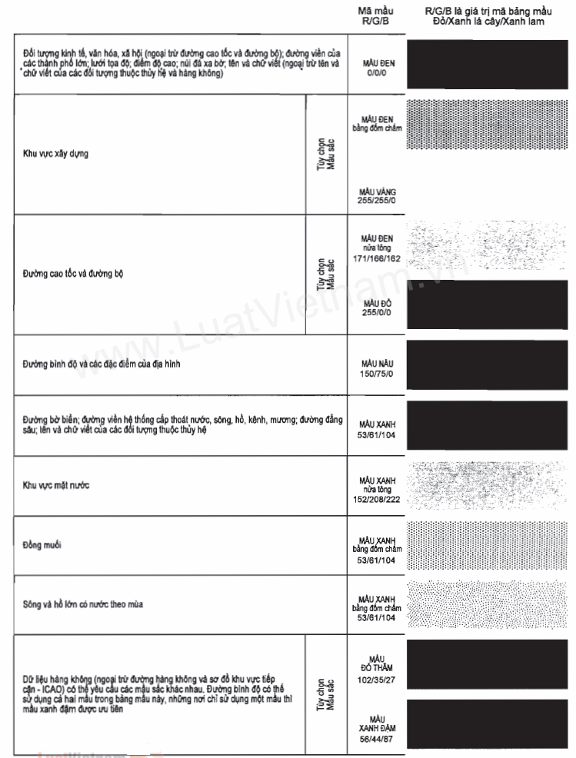 Mã mầu
R/G/B
R/G/B là giá trị mã bảng mầu
Đỏ/Xanh lá cây/Xanh lam
Đối tượng kinh tế, văn hóa, xã hội (ngoại trừ đường cao tốc và đường bộ); đường viền của
các thành phố lớn; lưới tọa độ; điểm độ cao; núi đá xa bờ; tên và chữ viết (ngoại trừ tên và
chữ viết của các đối tượng thuộc thủy hệ và hàng không)
MẦU ĐEN
0/0/0
Khu vực xây dựng
Tùy chọn
Mầu sắc
MẦU ĐEN
bằng đốm chấm
MẦU VÀNG
255/255/0
Đường cao tốc và đường bộ
Tùy chọn
Mầu sắc
MẦU ĐEN
nửa tông
171/166/162
MẦU ĐỎ
255/0/0
Đường bình độ và các đặc điểm của địa hình
MẦU NÂU
150/75/0
Đường bờ biển; đường viền hệ thống cấp thoát nước, sông, hồ, kênh, mương; đường đẳng
sâu; tên và chữ viết của các đối tượng thuộc thủy hệ
MẦU XANH
53/61/104
Khu vực mặt nước
MẦU XANH
nửa tông
152/208/222
Đồng muối
MẦU XANH
bằng đốm chấm
53/61/104
Sông và hồ lớn có nước theo mùa
MẦU XANH
bằng đốm chấm
53/61/104
Dữ liệu hàng không (ngoại trừ đường hàng không và sơ đồ khu vực tiếp
cận - ICAO) có thể yêu cầu các mầu sắc khác nhau. Đường bình độ có thể
sử dụng cả hai mầu trong bảng mầu này, những nơi chỉ sử dụng một mầu thì
mầu xanh đậm được ưu tiên
Tùy chọn
Mầu sắc
MẦU
ĐỎ THẪM
102/35/27
MẦU
XANH ĐẬM
56/44/87
www.LuatVietnam.vn